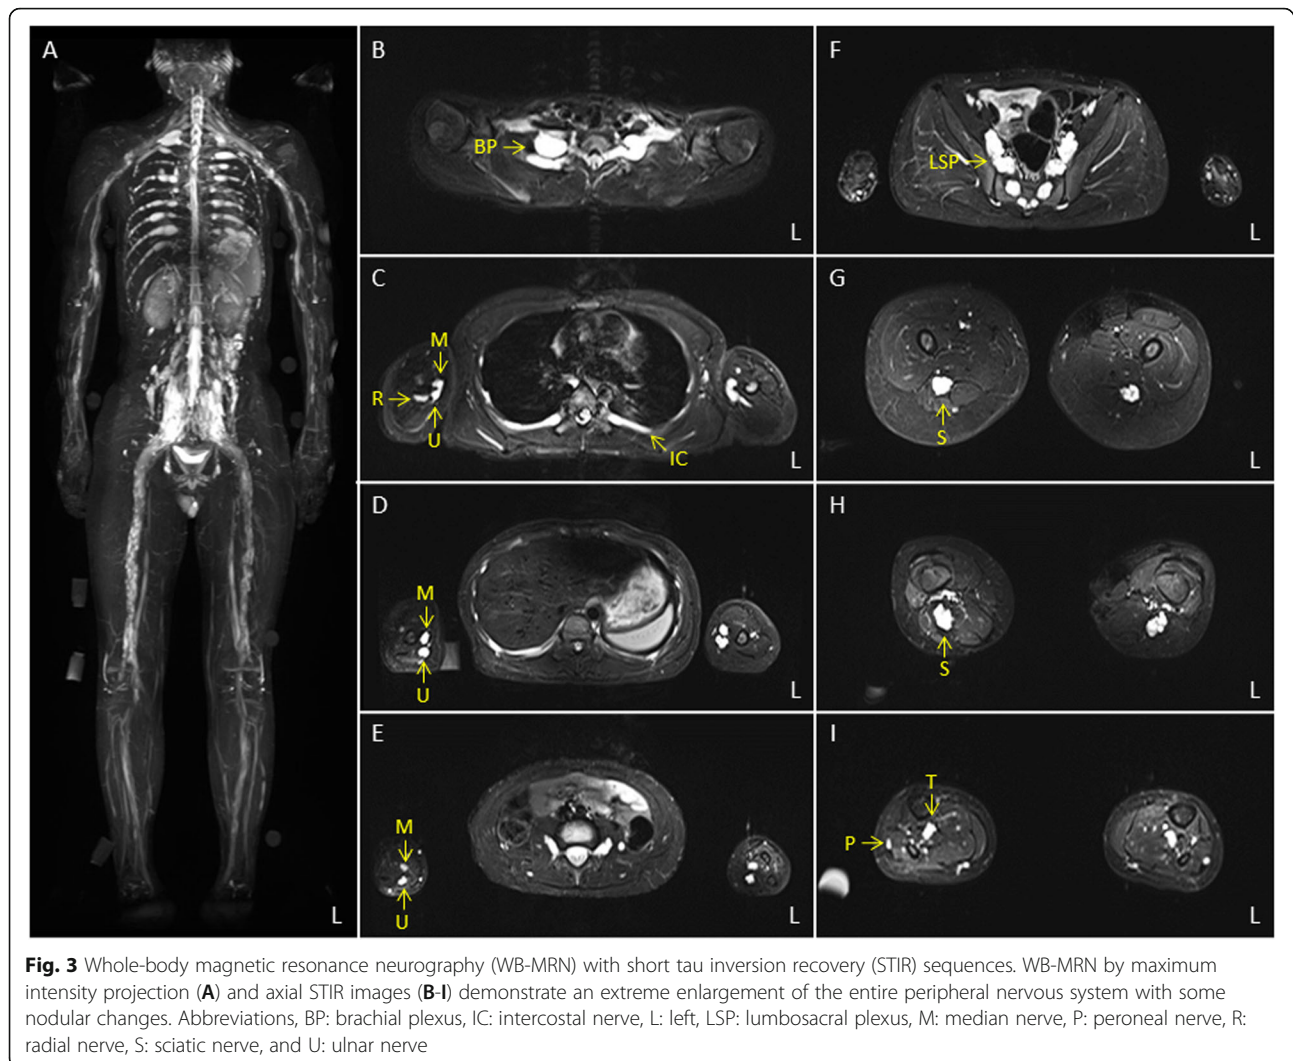 A
L
B
BP
L
C
M
R
U
IC
L
D
M
U
L
E
M
U
L
F
LSP
L
G
S
L
H
S
L
I
T
P
L
Fig. 3 Whole-body magnetic resonance neurography (WB-MRN) with short tau inversion recovery (STIR) sequences. WB-MRN by maximum
intensity projection (A) and axial STIR images (B-I) demonstrate an extreme enlargement of the entire peripheral nervous system with some
nodular changes. Abbreviations, BP: brachial plexus, IC: intercostal nerve, L: left, LSP: lumbosacral plexus, M: median nerve, P: peroneal nerve, R:
radial nerve, S: sciatic nerve, and U: ulnar nerve